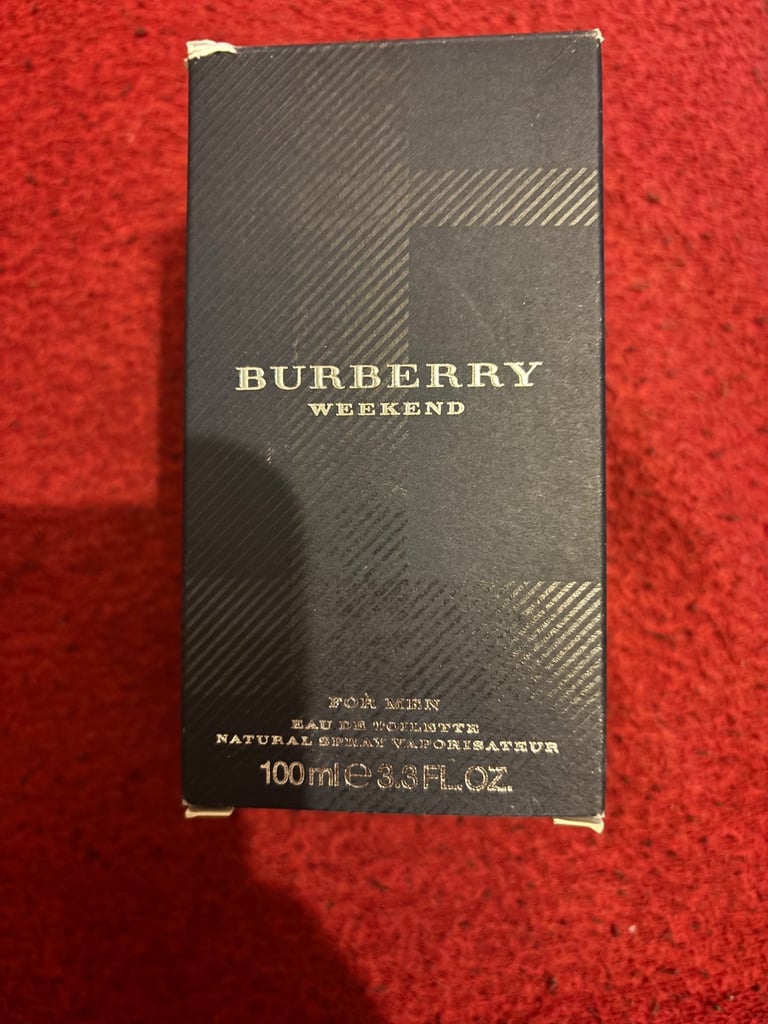 BURBERRY
WEEKEND
FOR MEN
EAU DE TOILETTE
NATURAL SPRAY VAPORISATEUR
100 ml ℮ 3.3 FL. OZ.